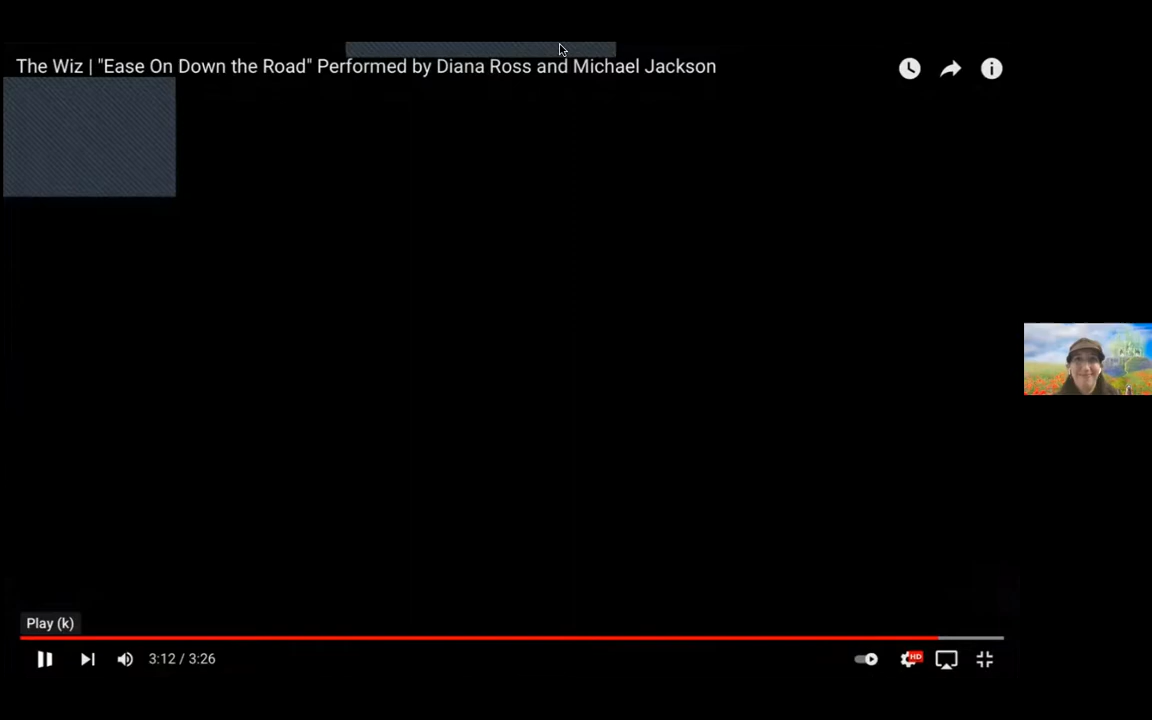 The Wiz | "Ease On Down the Road" Performed by Diana Ross and Michael Jackson
Play (k)
3:12 / 3:26
HD